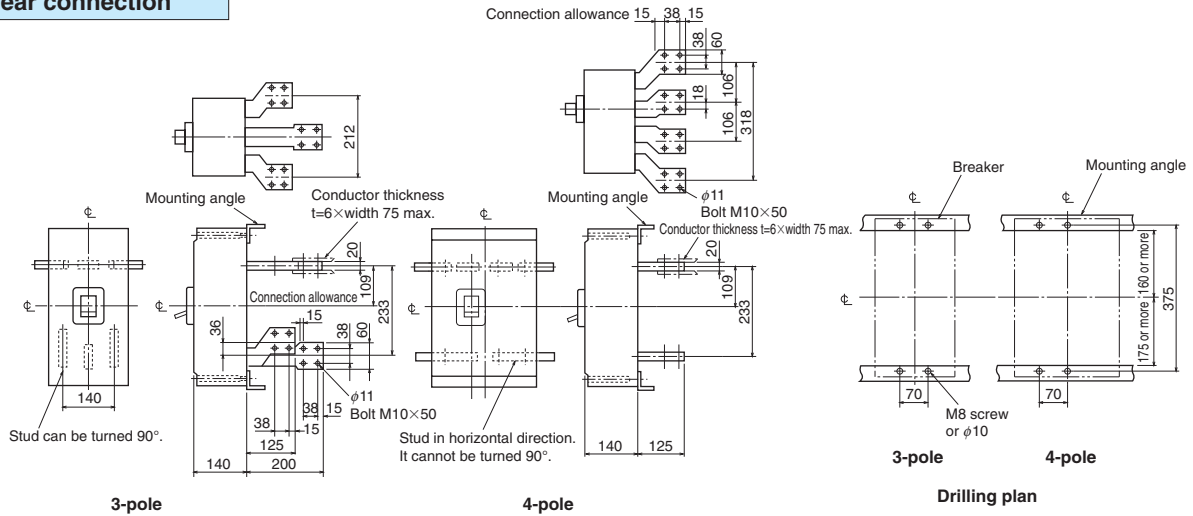 ear connection
212
Mounting angle
Conductor thickness
t=6×width 75 max.
℄
℄
140
Stud can be turned 90°.
20
109
233
Connection allowance
36
15
38
60
φ11
Bolt M10×50
38
15
38
15
125
140
200
3-pole
Connection allowance
15
38
15
38
60
18
106
106
318
φ11
Bolt M10×50
Mounting angle
Conductor thickness t=6×width 75 max.
℄
℄
20
109
233
Stud in horizontal direction.
It cannot be turned 90°.
140
125
4-pole
Breaker
Mounting angle
℄
℄
℄
160 or more
175 or more
375
70
70
M8 screw
or φ10
3-pole
4-pole
Drilling plan